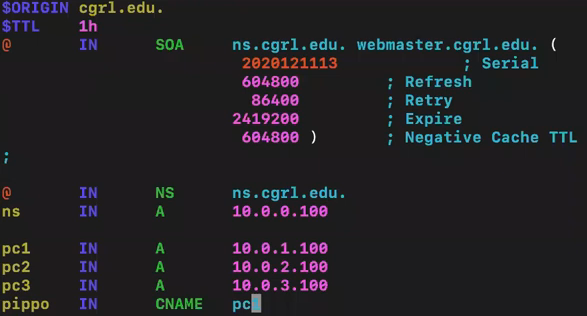 $ORIGIN cgrl.edu.
$TTL 1h
@ IN SOA ns.cgrl.edu. webmaster.cgrl.edu. (
2020121113 ; Serial
604800 ; Refresh
86400 ; Retry
2419200 ; Expire
604800 ) ; Negative Cache TTL
;
@ IN NS ns.cgrl.edu.
ns IN A 10.0.0.100
pc1 IN A 10.0.1.100
pc2 IN A 10.0.2.100
pc3 IN A 10.0.3.100
pippo IN CNAME pc